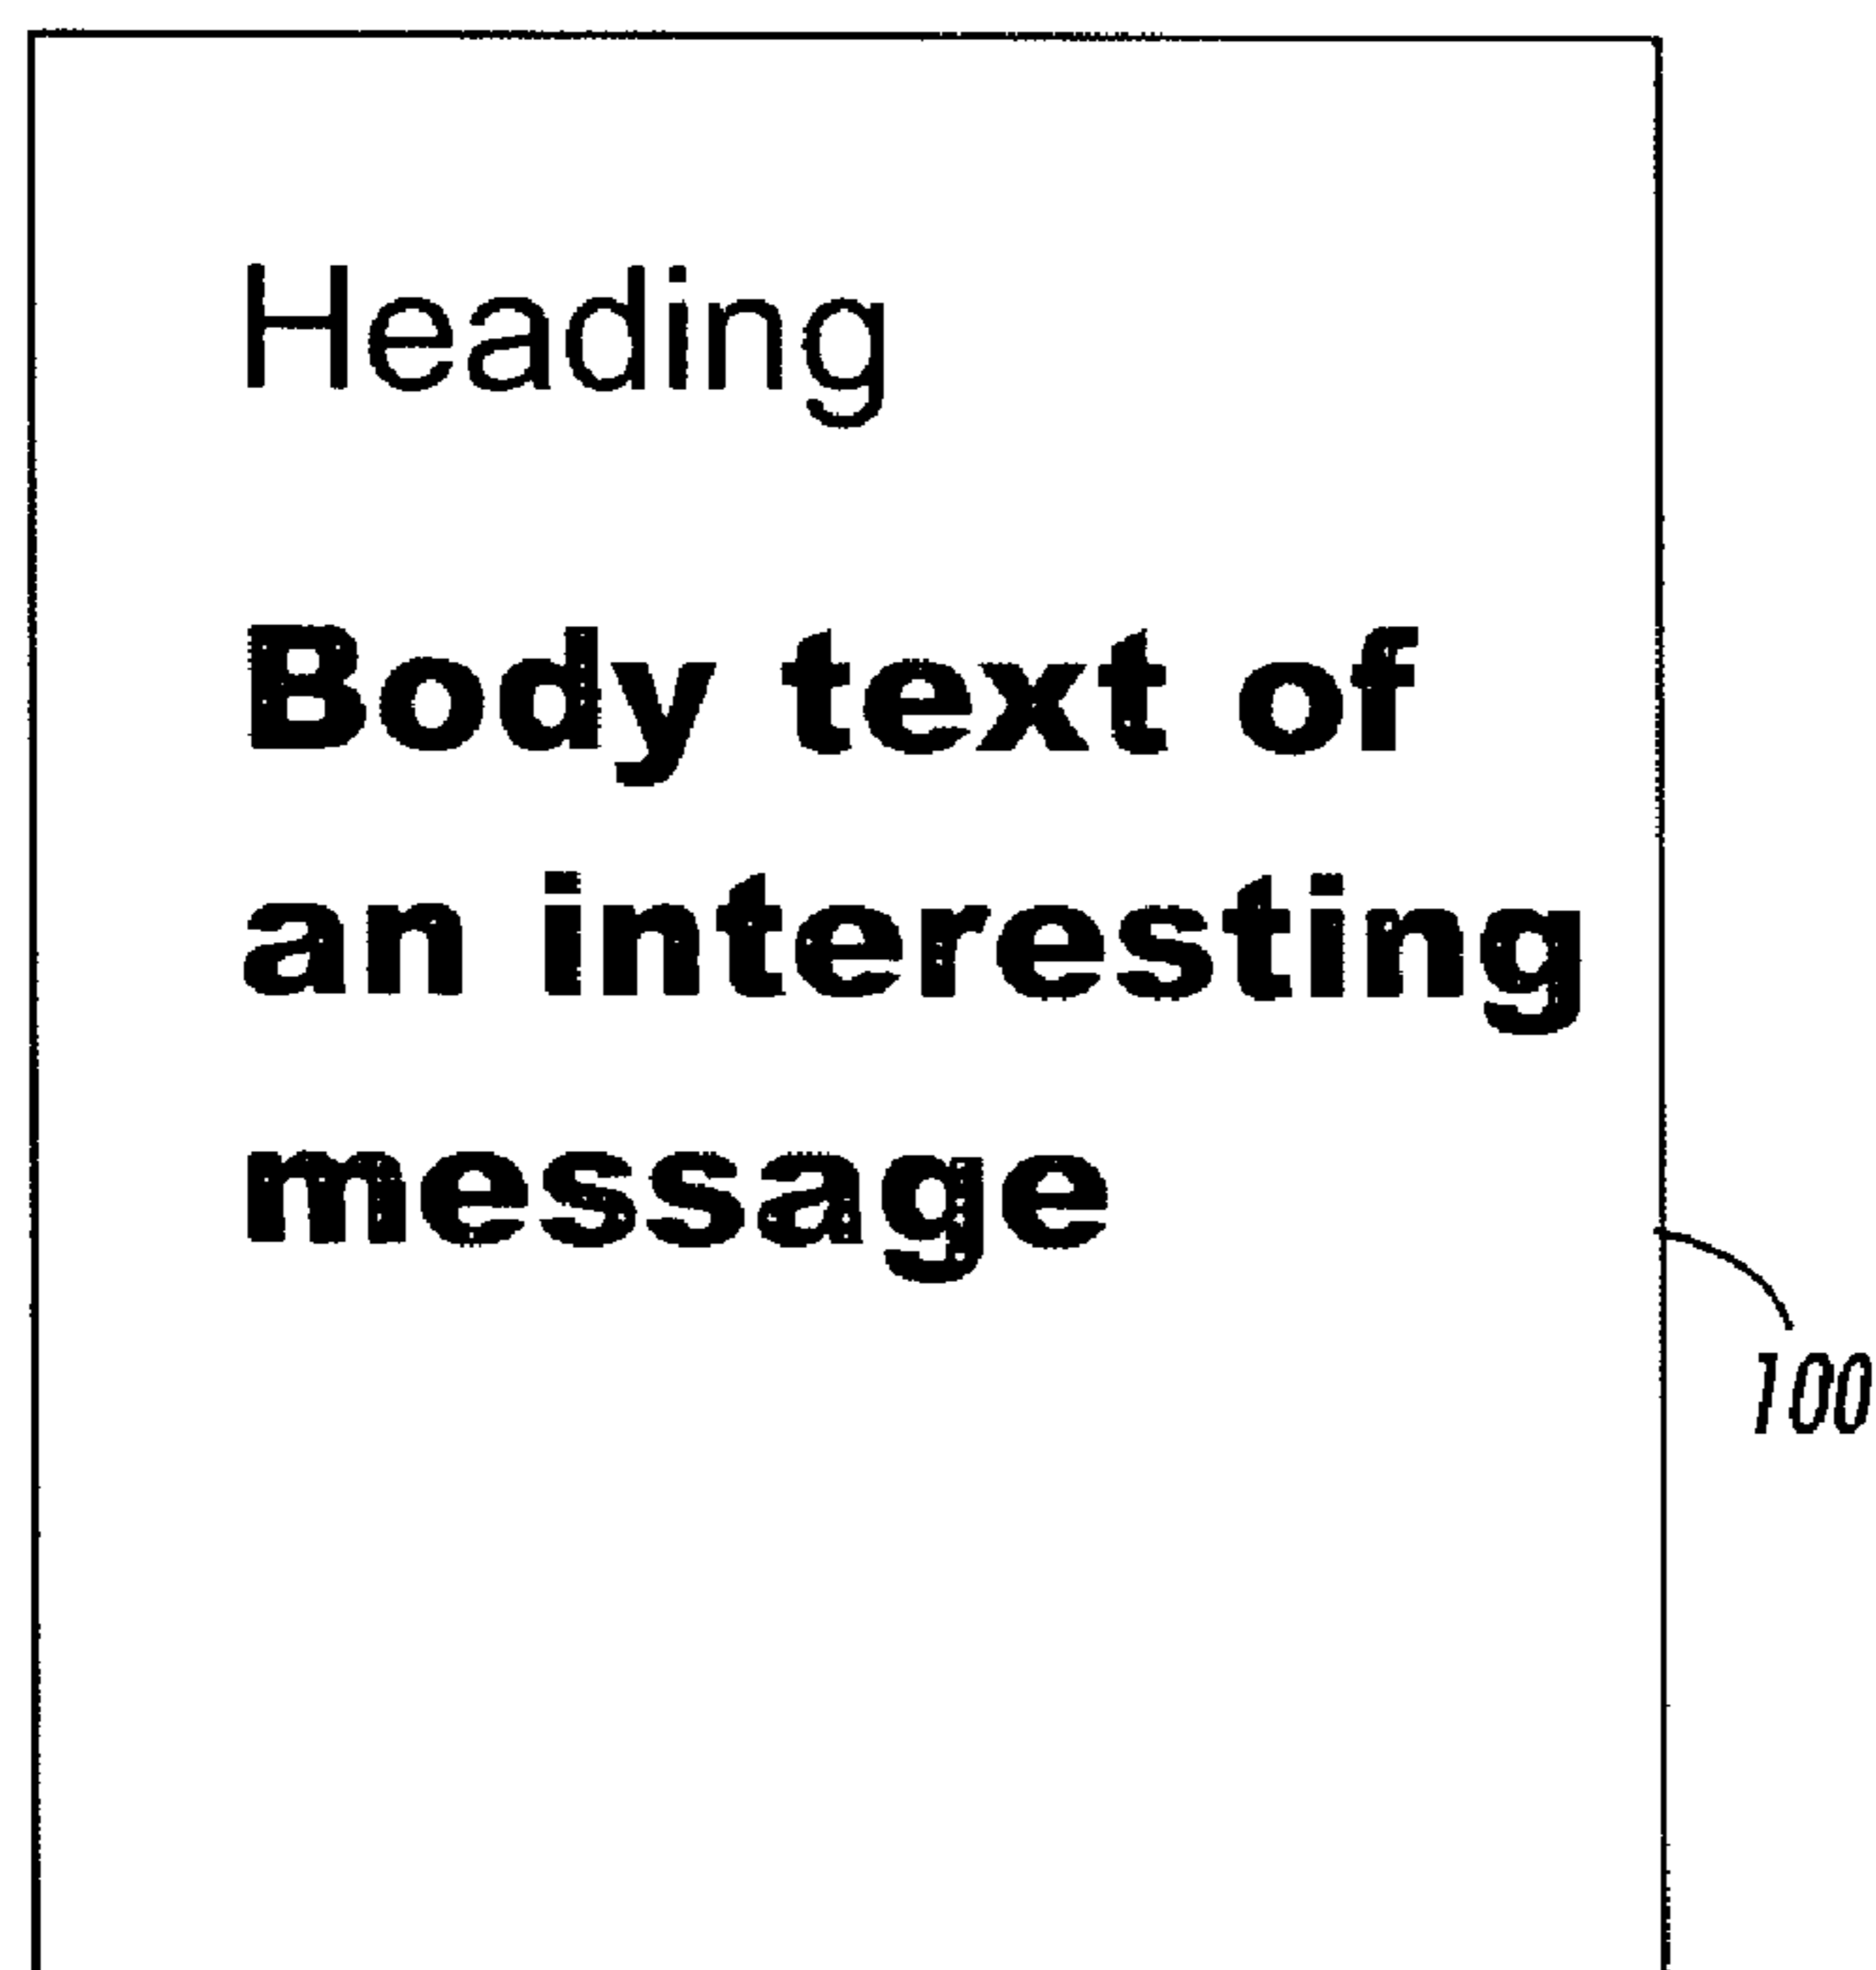 Heading
Body text of
an interesting
message
100